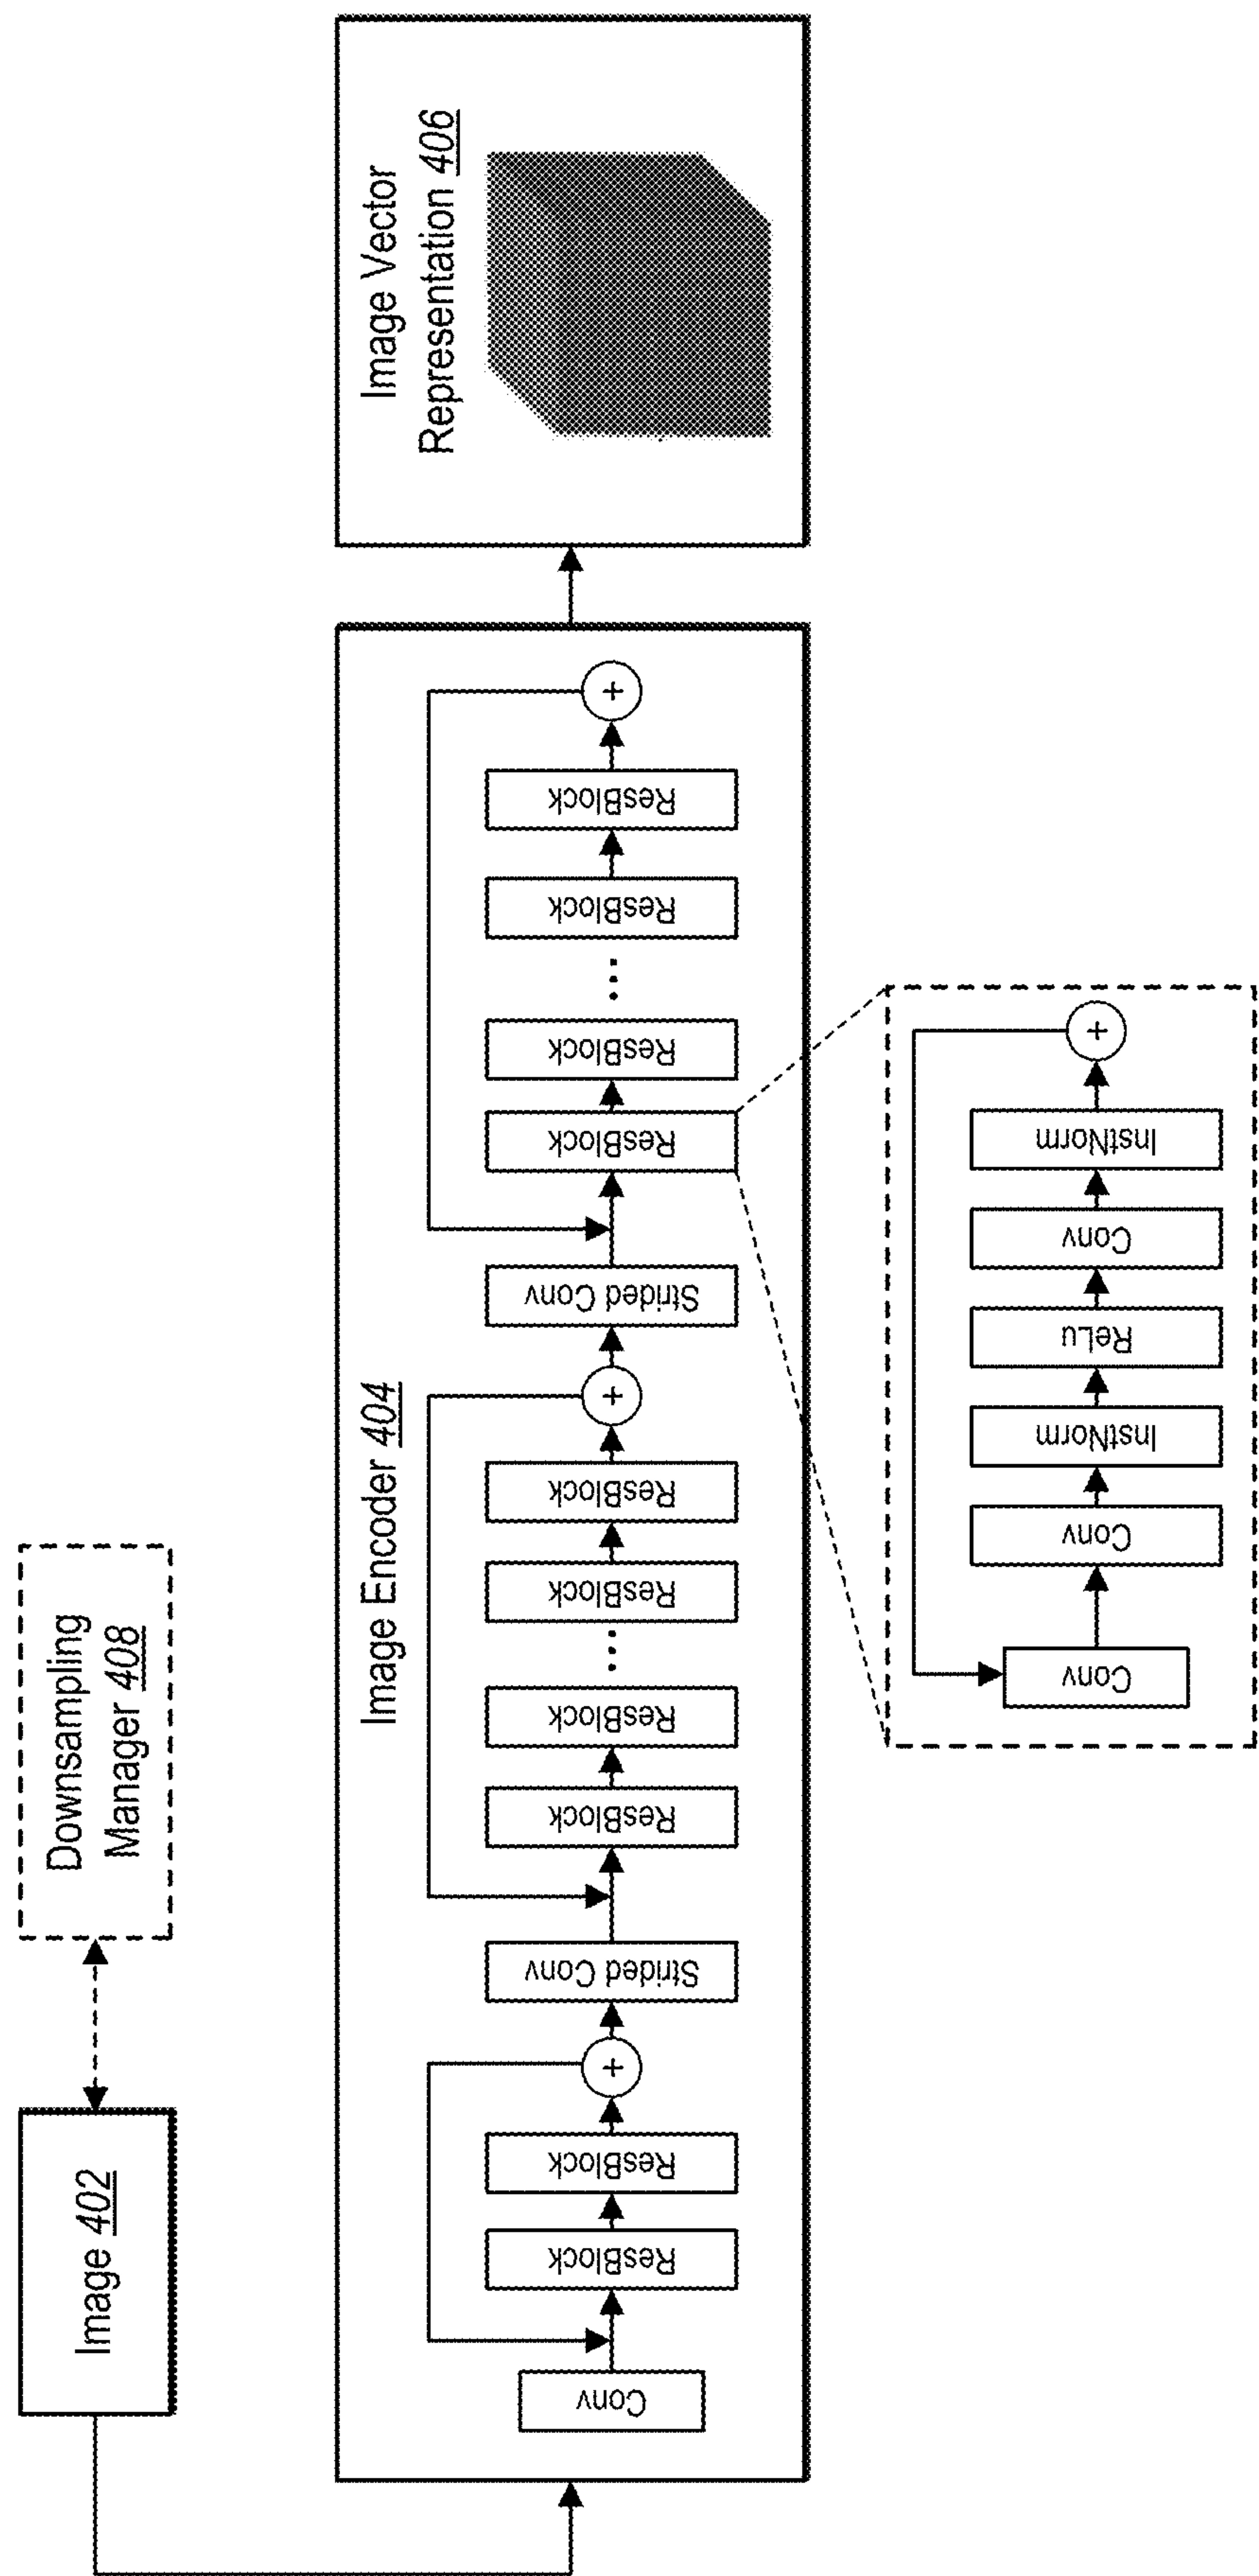 Image 402
Downsampling
Manager 408
Image Encoder 404
Conv
ResBlock
ResBlock
+
Strided Conv
ResBlock
ResBlock
...
ResBlock
ResBlock
+
Strided Conv
ResBlock
ResBlock
...
ResBlock
ResBlock
+
Image Vector
Representation 406
Conv
Conv
InstNorm
ReLu
Conv
InstNorm
+